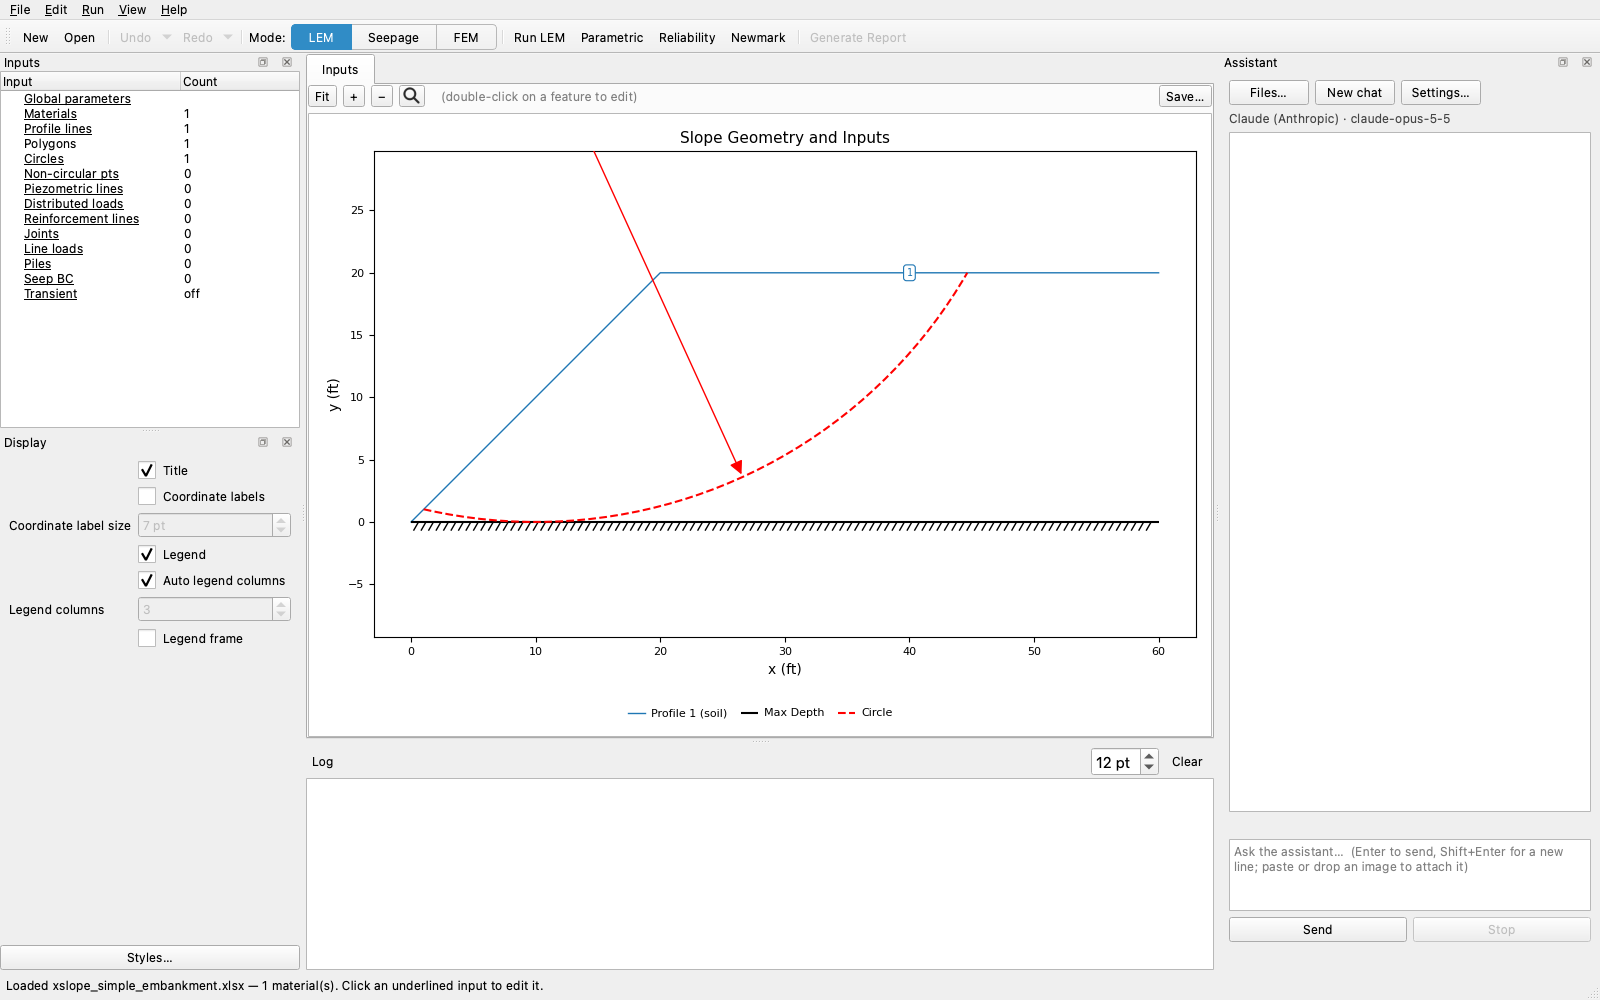 File Edit Run View Help
New Open Undo Redo Mode: LEM Seepage FEM Run LEM Parametric Reliability Newmark Generate Report
Inputs
Input Count
Global parameters
Materials 1
Profile lines 1
Polygons 1
Circles 1
Non-circular pts 0
Piezometric lines 0
Distributed loads 0
Reinforcement lines 0
Joints 0
Line loads 0
Piles 0
Seep BC 0
Transient off
Display
Title
Coordinate labels
Coordinate label size 7 pt
Legend
Auto legend columns
Legend columns 3
Legend frame
Styles...
Inputs
Fit + − (double-click on a feature to edit) Save...
Slope Geometry and Inputs
25
20
15
10
5
0
−5
y (ft)
1
0 10 20 30 40 50 60
x (ft)
Profile 1 (soil) Max Depth Circle
Log 12 pt Clear
Assistant
Files... New chat Settings...
Claude (Anthropic) · claude-opus-5-5
Ask the assistant... (Enter to send, Shift+Enter for a new
line; paste or drop an image to attach it)
Send Stop
Loaded xslope_simple_embankment.xlsx — 1 material(s). Click an underlined input to edit it.